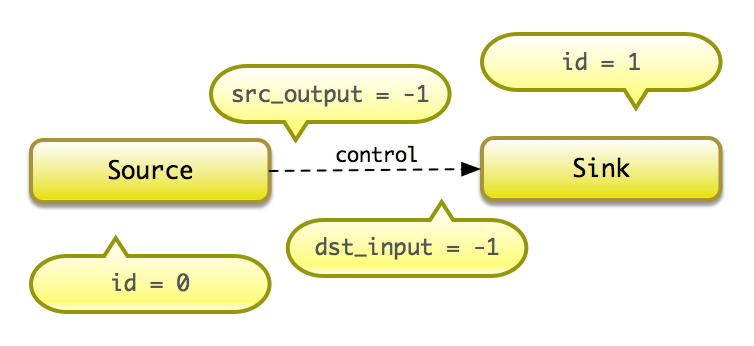 id = 1
src_output = -1
control
Source
Sink
dst_input = -1
id = 0